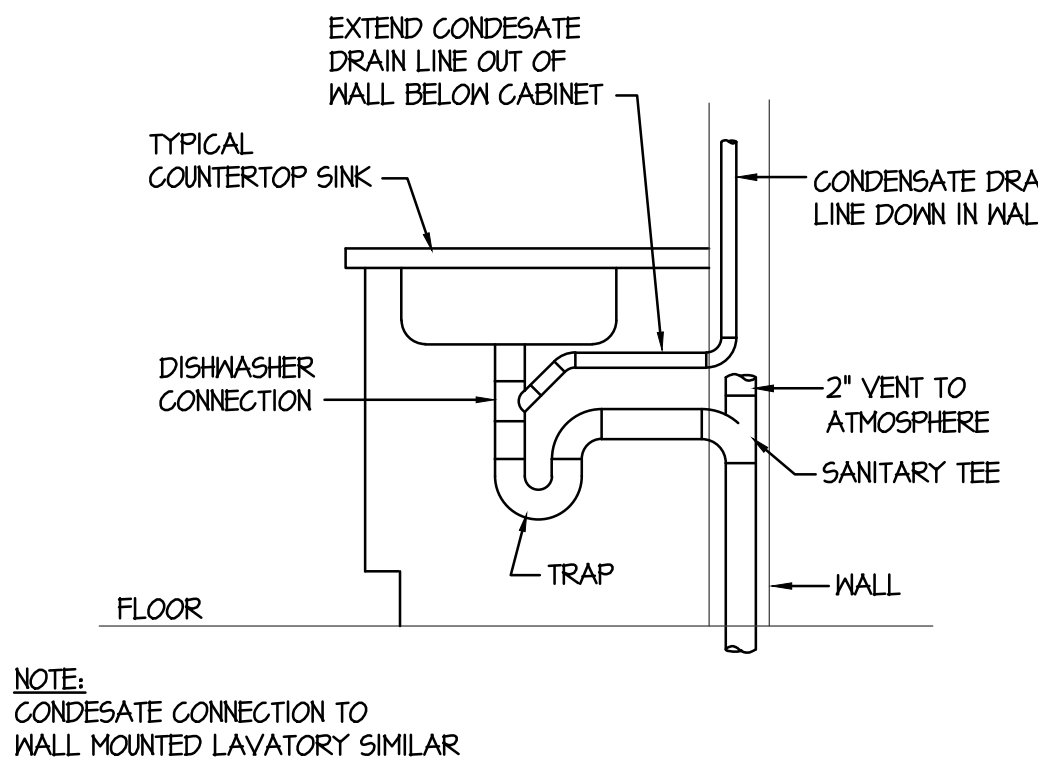 EXTEND CONDESATE
DRAIN LINE OUT OF
WALL BELOW CABINET
TYPICAL
COUNTERTOP SINK
CONDENSATE DRA
LINE DOWN IN WAL
DISHWASHER
CONNECTION
2" VENT TO
ATMOSPHERE
SANITARY TEE
TRAP
WALL
FLOOR
NOTE:
CONDESATE CONNECTION TO
WALL MOUNTED LAVATORY SIMILAR